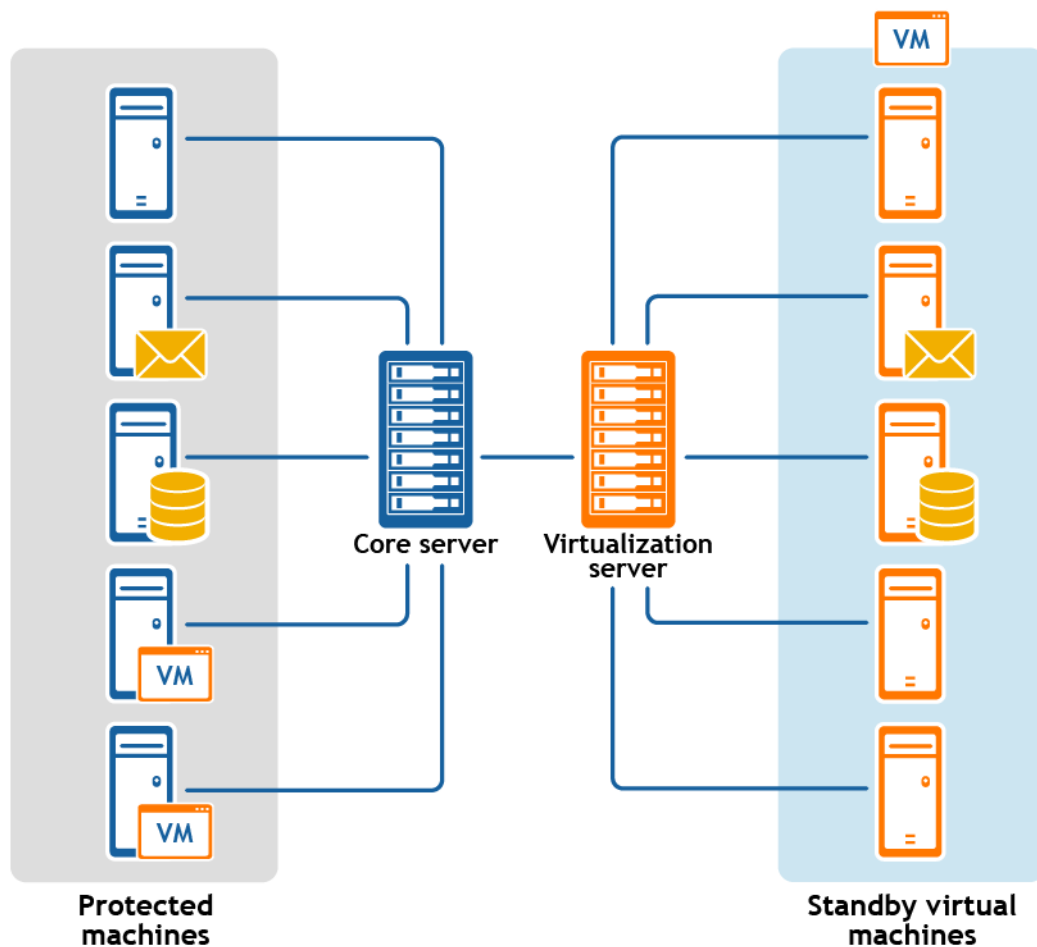 VM
Core server
Virtualization
server
VM
VM
Protected
machines
Standby virtual
machines